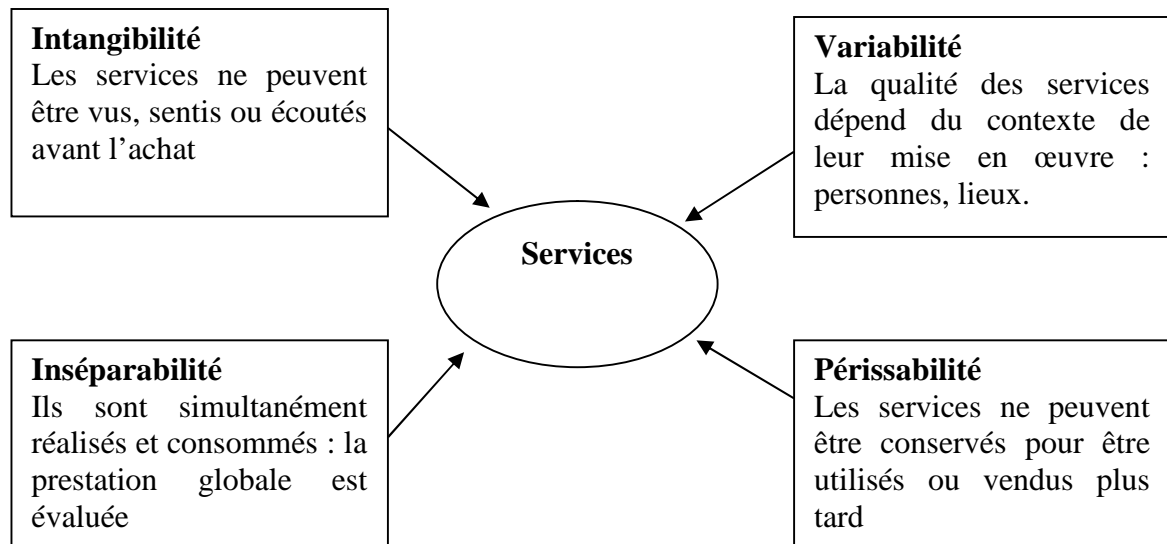 Intangibilité
Les services ne peuvent
être vus, sentis ou écoutés
avant l’achat
Variabilité
La qualité des services
dépend du contexte de
leur mise en œuvre :
personnes, lieux.
Services
Inséparabilité
Ils sont simultanément
réalisés et consommés : la
prestation globale est
évaluée
Périssabilité
Les services ne peuvent
être conservés pour être
utilisés ou vendus plus
tard